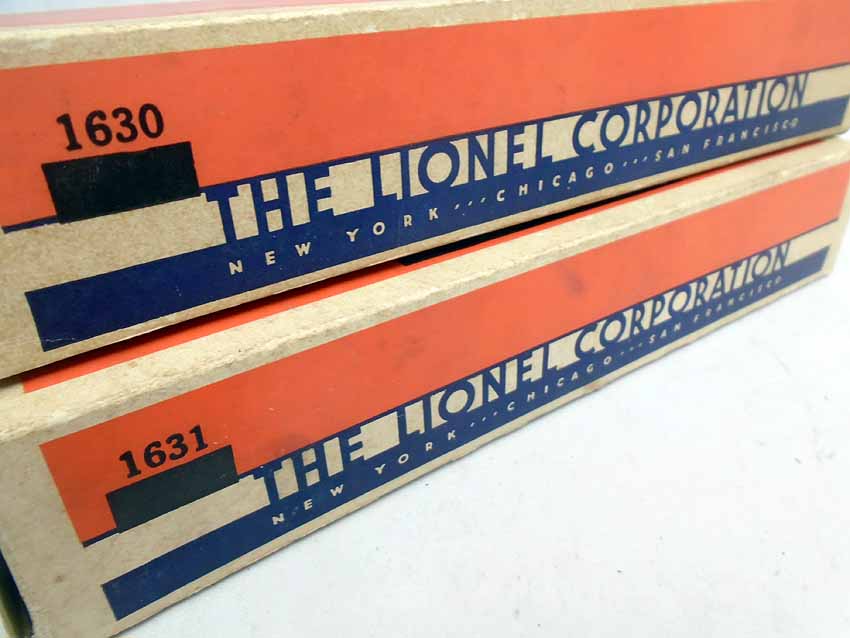 1630
THE LIONEL CORPORATION
NEW YORK ''' CHICAGO ''' SAN FRANCISCO
1631
THE LIONEL CORPORATION
NEW YORK ''' CHICAGO ''' SAN FRANCISCO